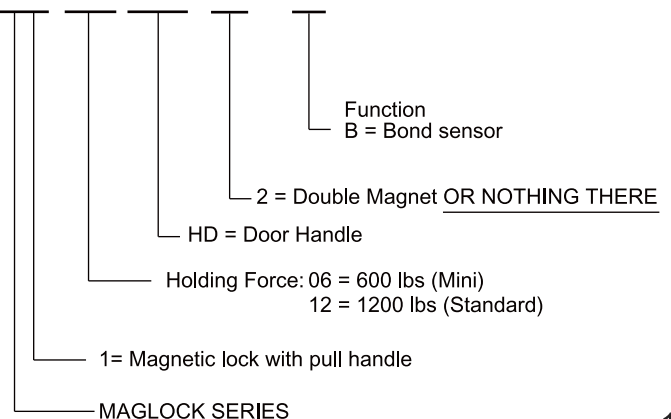 Function
B = Bond sensor
2 = Double Magnet OR NOTHING THERE
HD = Door Handle
Holding Force: 06 = 600 lbs (Mini)
12 = 1200 lbs (Standard)
1= Magnetic lock with pull handle
MAGLOCK SERIES